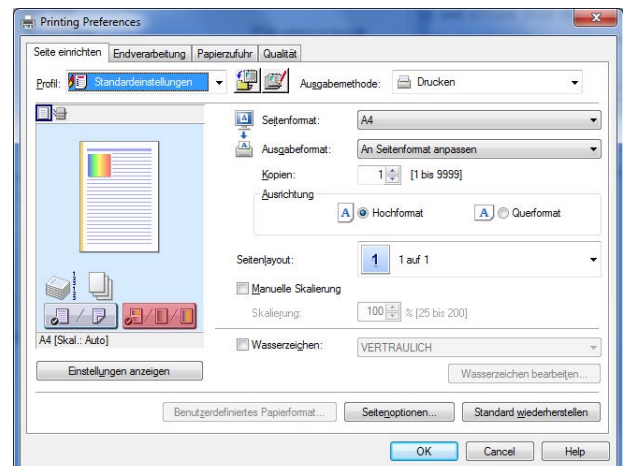 Printing Preferences
Seite einrichten Endverarbeitung Papierzufuhr Qualität
Profil: Standardeinstellungen Ausgabemethode: Drucken
Seitenformat: A4
Ausgabeformat: An Seitenformat anpassen
Kopien: 1 [1 bis 9999]
Ausrichtung
A Hochformat A Querformat
Seitenlayout: 1 1 auf 1
Manuelle Skalierung
Skalierung: 100 % [25 bis 200]
A4 [Skal.: Auto]
Wasserzeichen: VERTRAULICH
Einstellungen anzeigen
Wasserzeichen bearbeiten...
Benutzerdefiniertes Papierformat... Seitenoptionen... Standard wiederherstellen
OK Cancel Help